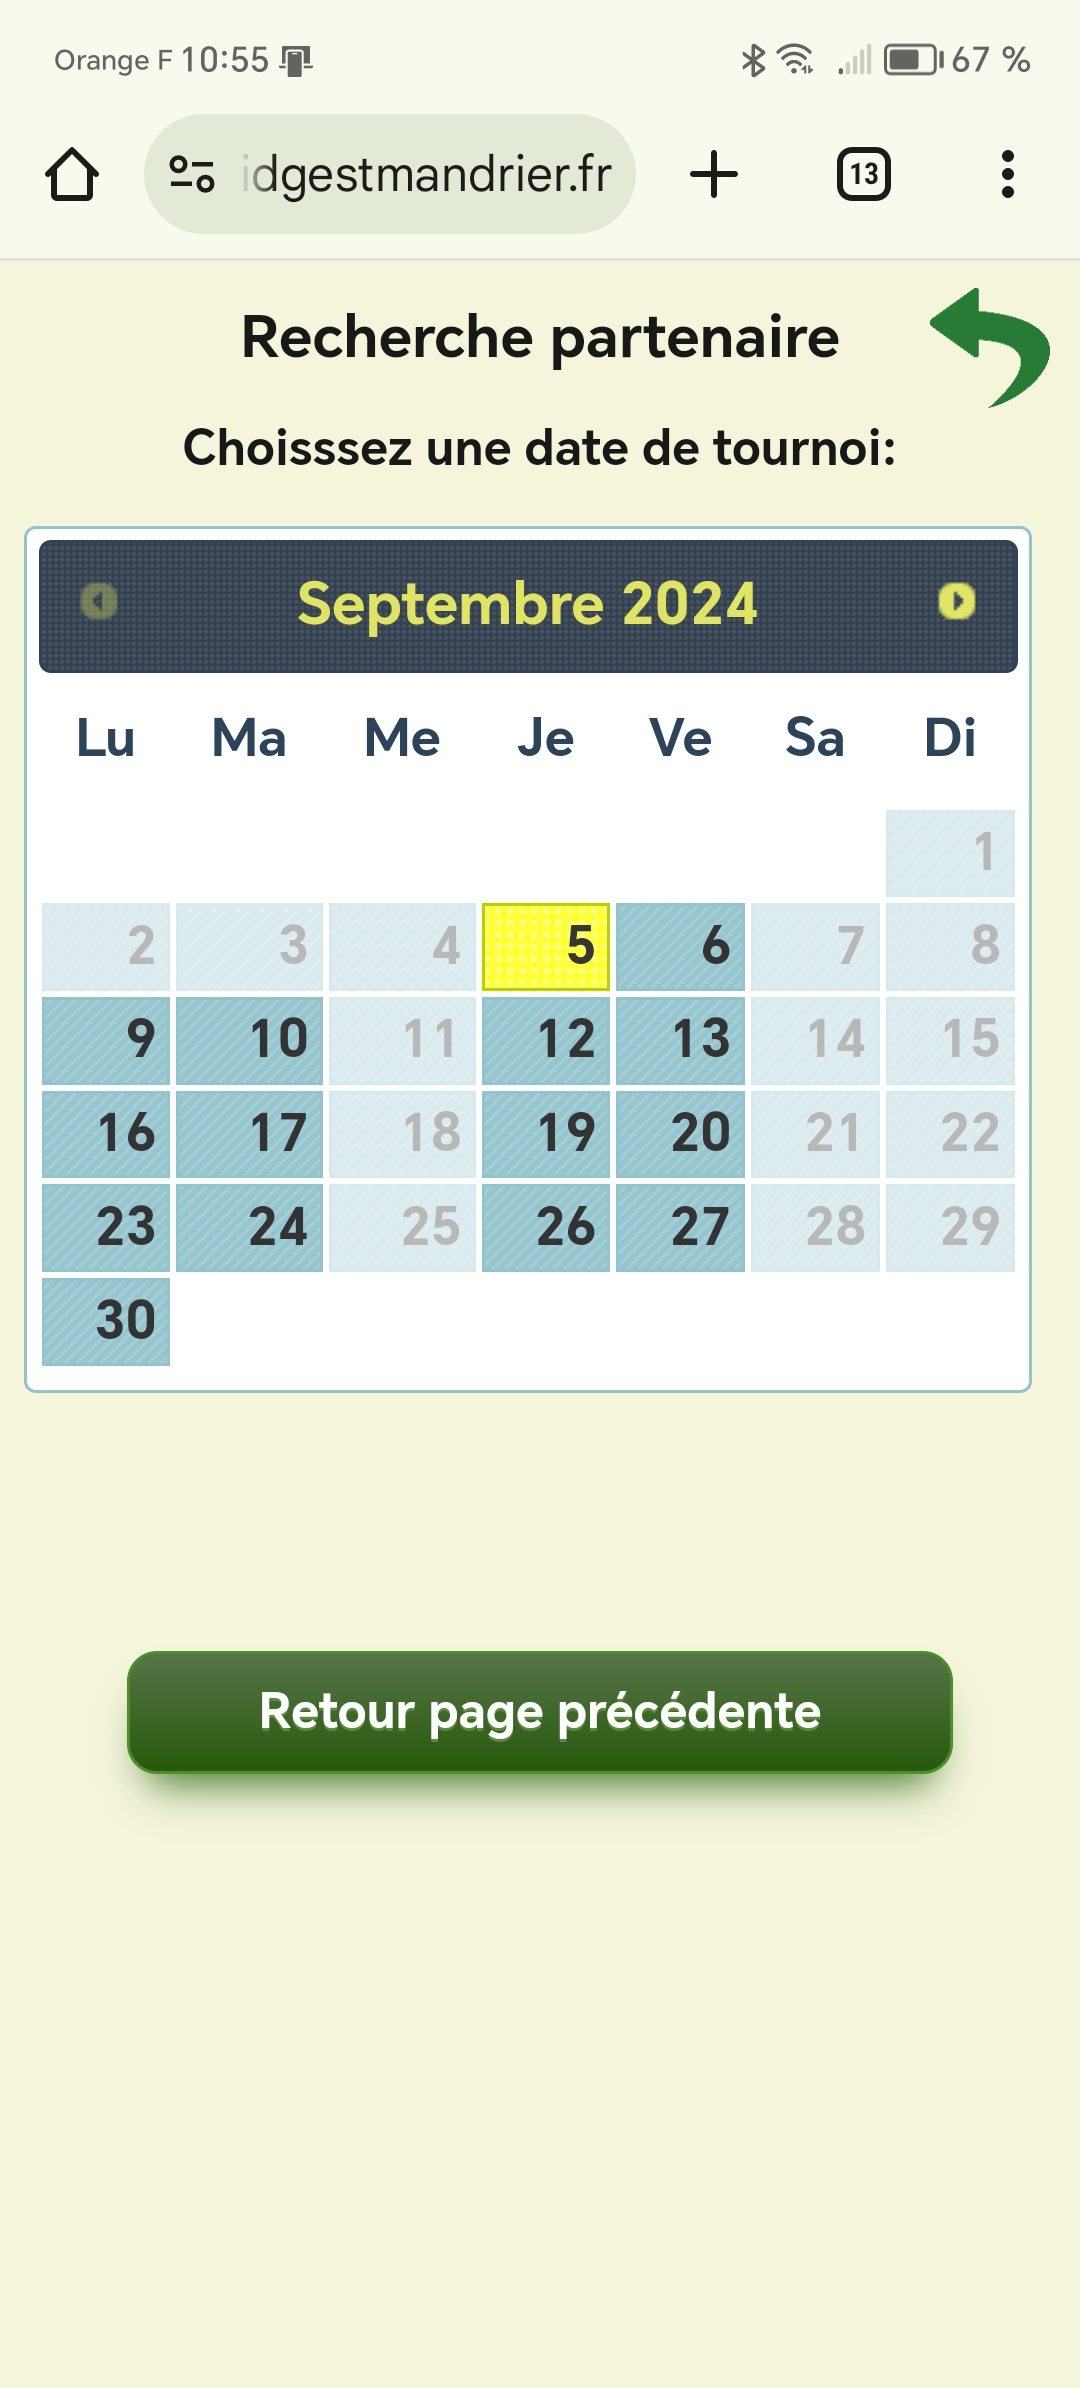 Orange F 10:55 67 %
idgestmandrier.fr 13
Recherche partenaire
Choisssez une date de tournoi:
Septembre 2024
Lu Ma Me Je Ve Sa Di
1
2 3 4 5 6 7 8
9 10 11 12 13 14 15
16 17 18 19 20 21 22
23 24 25 26 27 28 29
30
Retour page précédente